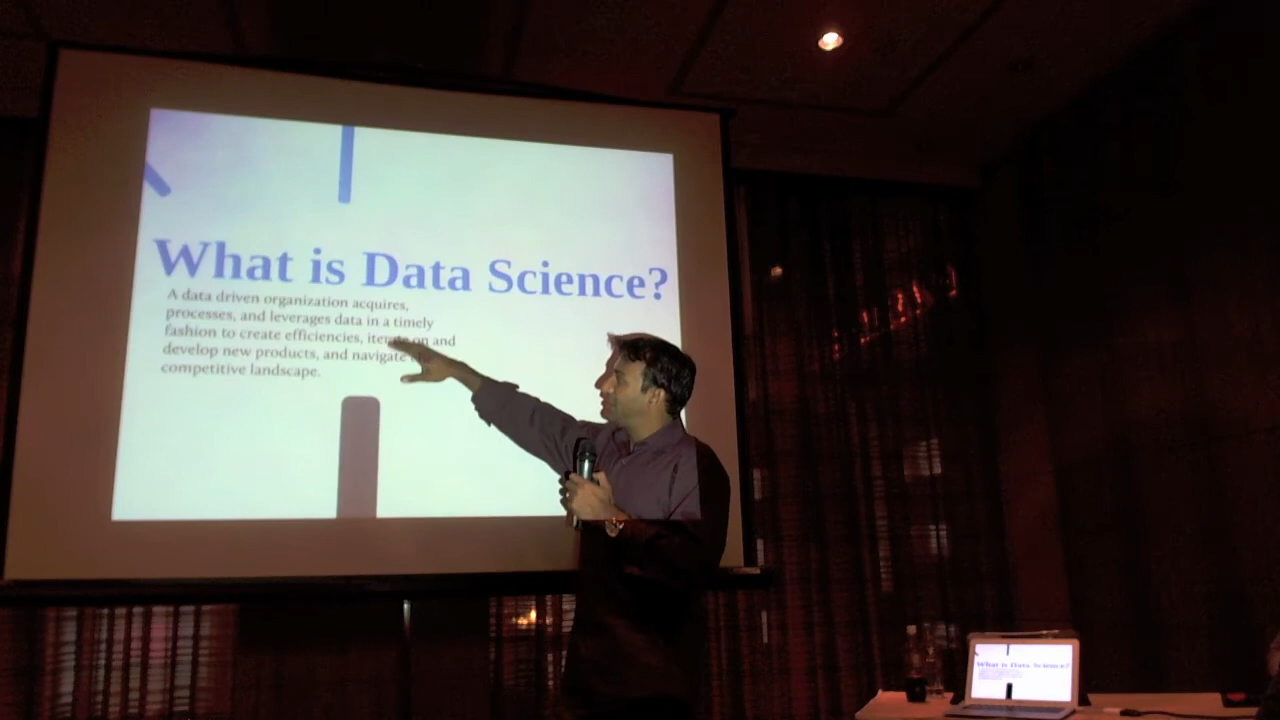 What is Data Science?
A data driven organization acquires,
processes, and leverages data in a timely
fashion to create efficiencies, iterate on and
develop new products, and navigate the
competitive landscape.
What is Data Science?